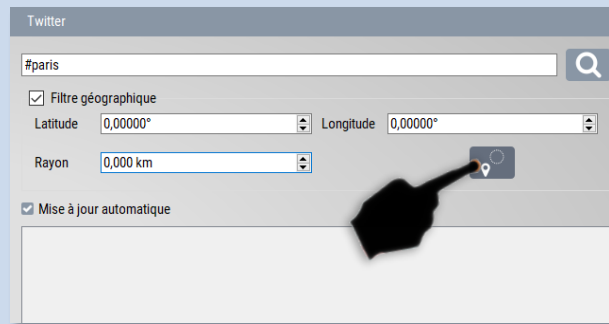 Twitter
#paris
Filtre géographique
Latitude 0,00000° Longitude 0,00000°
Rayon 0,000 km
Mise à jour automatique